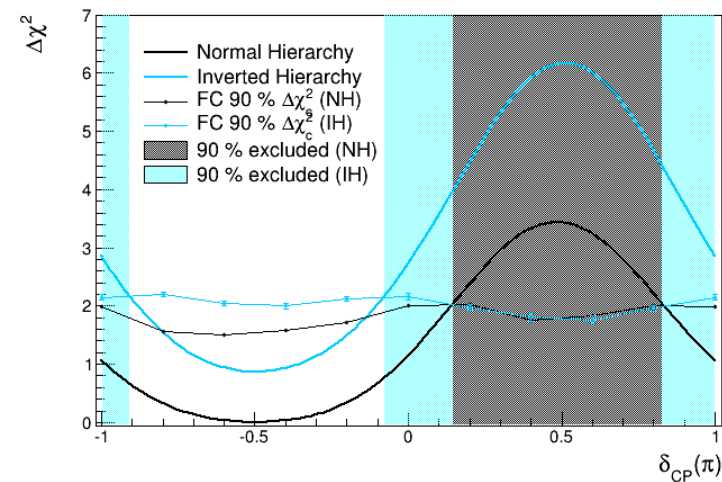 Δχ²
7
6
5
4
3
2
1
0
Normal Hierarchy
Inverted Hierarchy
FC 90 % Δχ²c (NH)
FC 90 % Δχ²c (IH)
90 % excluded (NH)
90 % excluded (IH)
-1 -0.5 0 0.5 1
δCP(π)